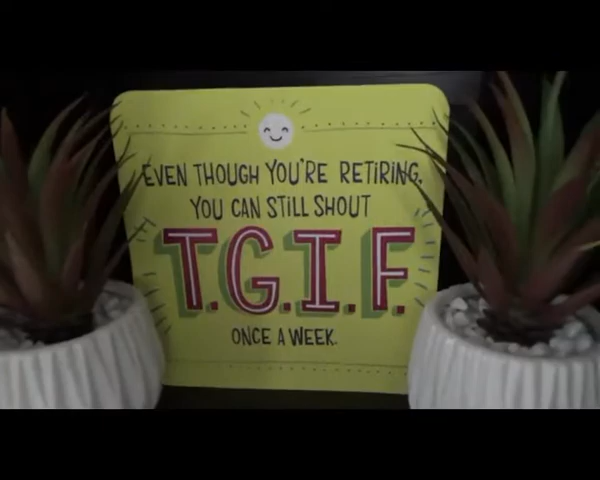 EVEN THOUGH YOU'RE RETIRING,
YOU CAN STILL SHOUT
T.G.I.F.
ONCE A WEEK.